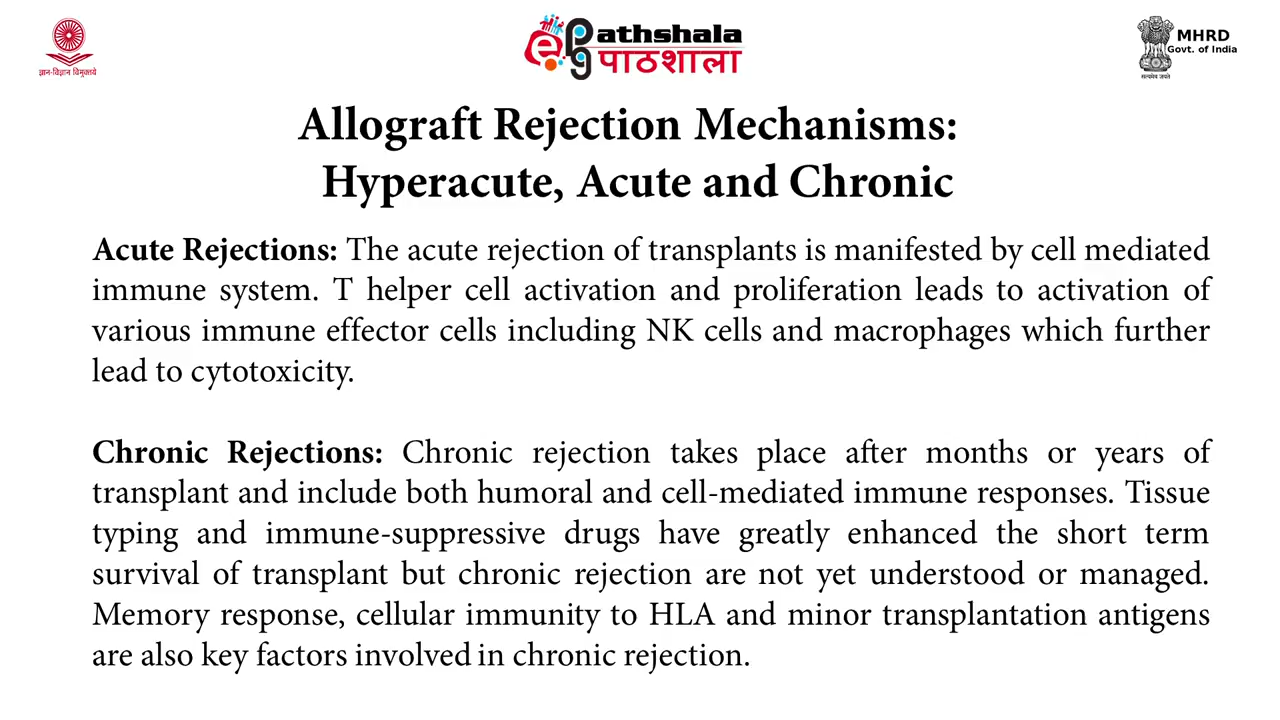 ज्ञान-विज्ञान विमुक्तये
e
Pg
athshala
पाठशाला
MHRD
Govt. of India
सत्यमेव जयते
Allograft Rejection Mechanisms:
Hyperacute, Acute and Chronic
Acute Rejections: The acute rejection of transplants is manifested by cell mediated
immune system. T helper cell activation and proliferation leads to activation of
various immune effector cells including NK cells and macrophages which further
lead to cytotoxicity.
Chronic Rejections: Chronic rejection takes place after months or years of
transplant and include both humoral and cell-mediated immune responses. Tissue
typing and immune-suppressive drugs have greatly enhanced the short term
survival of transplant but chronic rejection are not yet understood or managed.
Memory response, cellular immunity to HLA and minor transplantation antigens
are also key factors involved in chronic rejection.